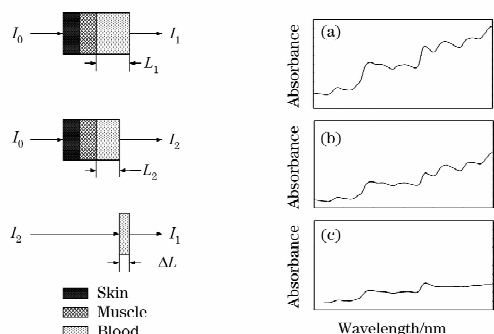 I₀
I₁
L₁
I₀
I₂
L₂
I₂
I₁
ΔL
Skin
Muscle
Blood
(a)
Absorbance
(b)
Absorbance
(c)
Absorbance
Wavelength/nm